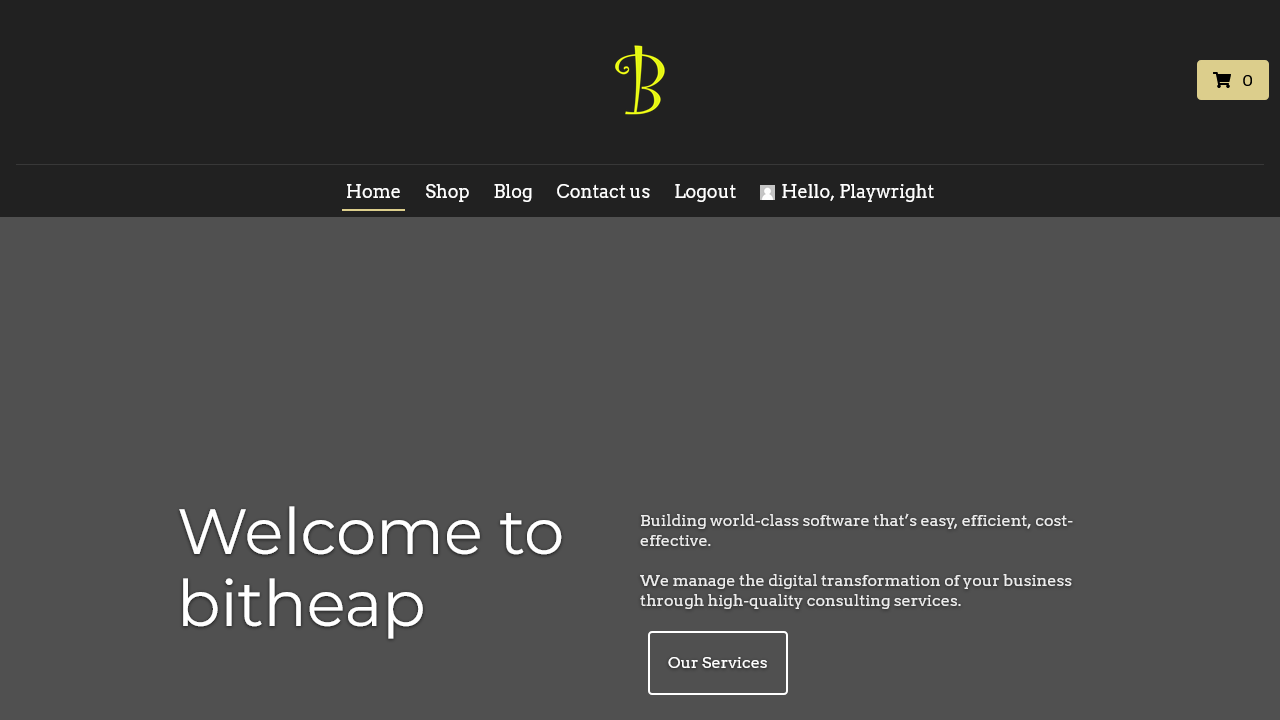 B
0
Home Shop Blog Contact us Logout Hello, Playwright
Welcome to
bitheap
Building world-class software that’s easy, efficient, cost-
effective.
We manage the digital transformation of your business
through high-quality consulting services.
Our Services